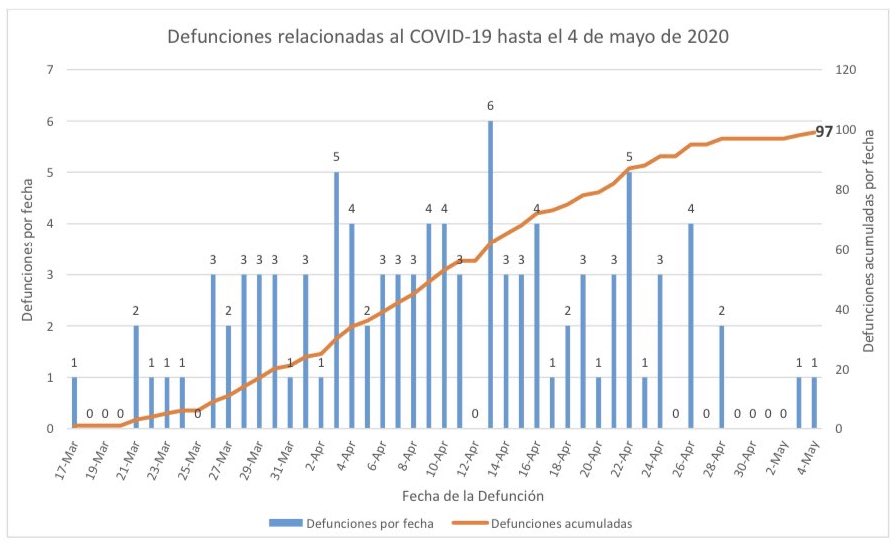 Defunciones relacionadas al COVID-19 hasta el 4 de mayo de 2020
7
6
5
4
3
2
1
0
Defunciones por fecha
120
100
80
60
40
20
0
Defunciones acumuladas por fecha
1 0 0 0 2 1 1 1 0 3 2 3 3 3 1 3 1 5 4 2 3 3 3 4 4 3 0 6 3 3 4 1 2 3 1 3 5 1 3 0 4 0 2 0 0 0 0 1 1
97
17-Mar 19-Mar 21-Mar 23-Mar 25-Mar 27-Mar 29-Mar 31-Mar 2-Apr 4-Apr 6-Apr 8-Apr 10-Apr 12-Apr 14-Apr 16-Apr 18-Apr 20-Apr 22-Apr 24-Apr 26-Apr 28-Apr 30-Apr 2-May 4-May
Fecha de la Defunción
Defunciones por fecha
Defunciones acumuladas